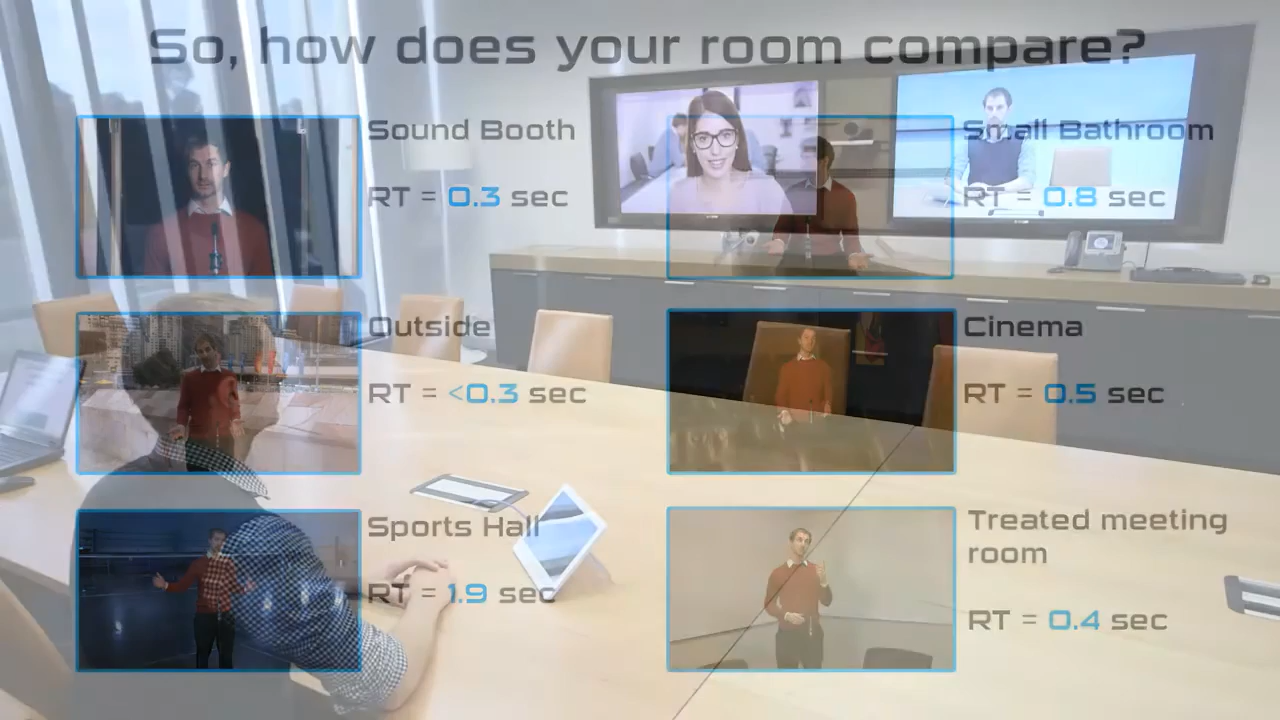 So, how does your room compare?
Sound Booth
RT = 0.3 sec
Small Bathroom
RT = 0.8 sec
Outside
RT = <0.3 sec
Cinema
RT = 0.5 sec
Sports Hall
RT = 1.9 sec
Treated meeting
room
RT = 0.4 sec